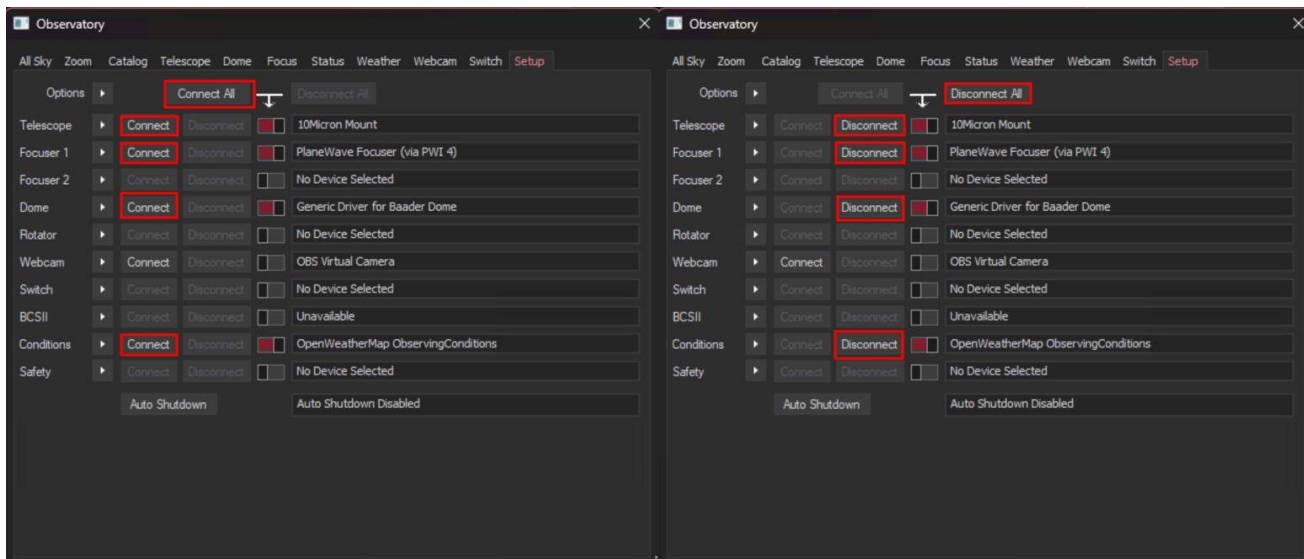 Observatory
All Sky Zoom Catalog Telescope Dome Focus Status Weather Webcam Switch Setup
Options Connect All Disconnect All
Telescope Connect Disconnect 10Micron Mount
Focuser 1 Connect Disconnect PlaneWave Focuser (via PWI 4)
Focuser 2 Connect Disconnect No Device Selected
Dome Connect Disconnect Generic Driver for Baader Dome
Rotator Connect Disconnect No Device Selected
Webcam Connect Disconnect OBS Virtual Camera
Switch Connect Disconnect No Device Selected
BCSII Connect Disconnect Unavailable
Conditions Connect Disconnect OpenWeatherMap ObservingConditions
Safety Connect Disconnect No Device Selected
Auto Shutdown Auto Shutdown Disabled
Observatory
All Sky Zoom Catalog Telescope Dome Focus Status Weather Webcam Switch Setup
Options Connect All Disconnect All
Telescope Connect Disconnect 10Micron Mount
Focuser 1 Connect Disconnect PlaneWave Focuser (via PWI 4)
Focuser 2 Connect Disconnect No Device Selected
Dome Connect Disconnect Generic Driver for Baader Dome
Rotator Connect Disconnect No Device Selected
Webcam Connect Disconnect OBS Virtual Camera
Switch Connect Disconnect No Device Selected
BCSII Connect Disconnect Unavailable
Conditions Connect Disconnect OpenWeatherMap ObservingConditions
Safety Connect Disconnect No Device Selected
Auto Shutdown Auto Shutdown Disabled